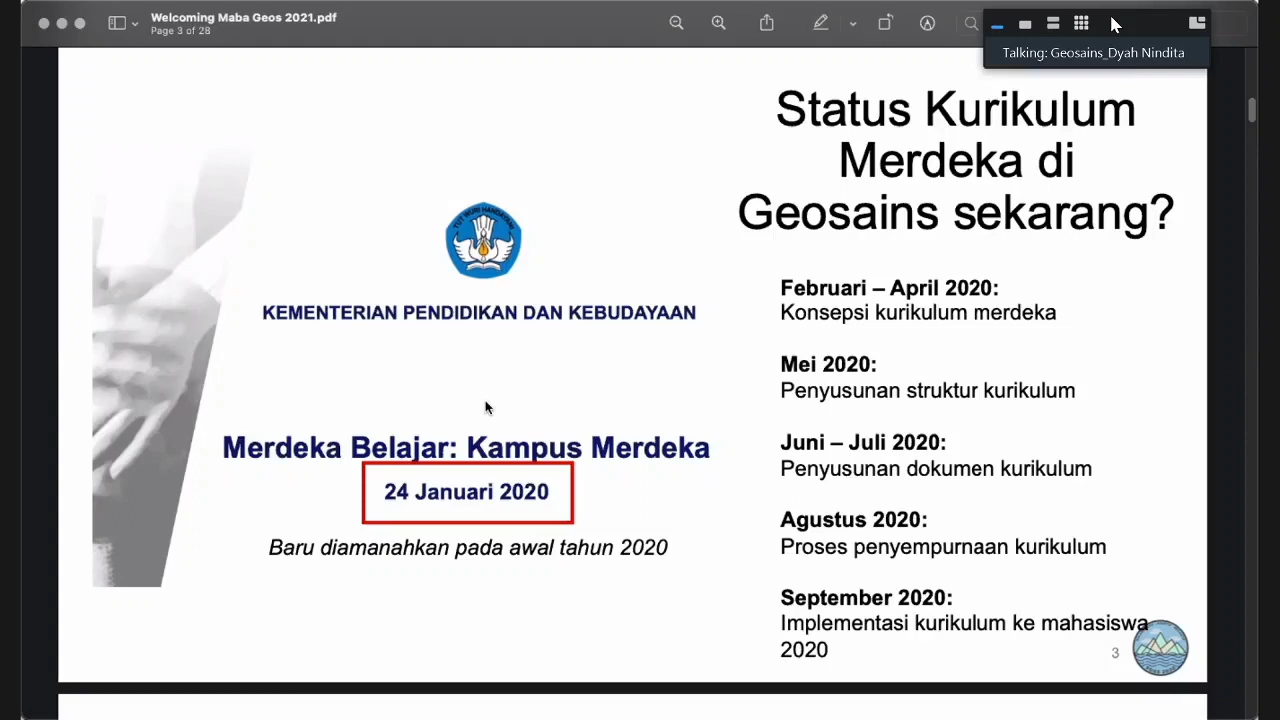 Welcoming Maba Geos 2021.pdf
Page 3 of 28
Talking: Geosains_Dyah Nindita
Status Kurikulum
Merdeka di
Geosains sekarang?
TUT WURI HANDAYANI
KEMENTERIAN PENDIDIKAN DAN KEBUDAYAAN
Merdeka Belajar: Kampus Merdeka
24 Januari 2020
Baru diamanahkan pada awal tahun 2020
Februari – April 2020:
Konsepsi kurikulum merdeka
Mei 2020:
Penyusunan struktur kurikulum
Juni – Juli 2020:
Penyusunan dokumen kurikulum
Agustus 2020:
Proses penyempurnaan kurikulum
September 2020:
Implementasi kurikulum ke mahasiswa
2020
3